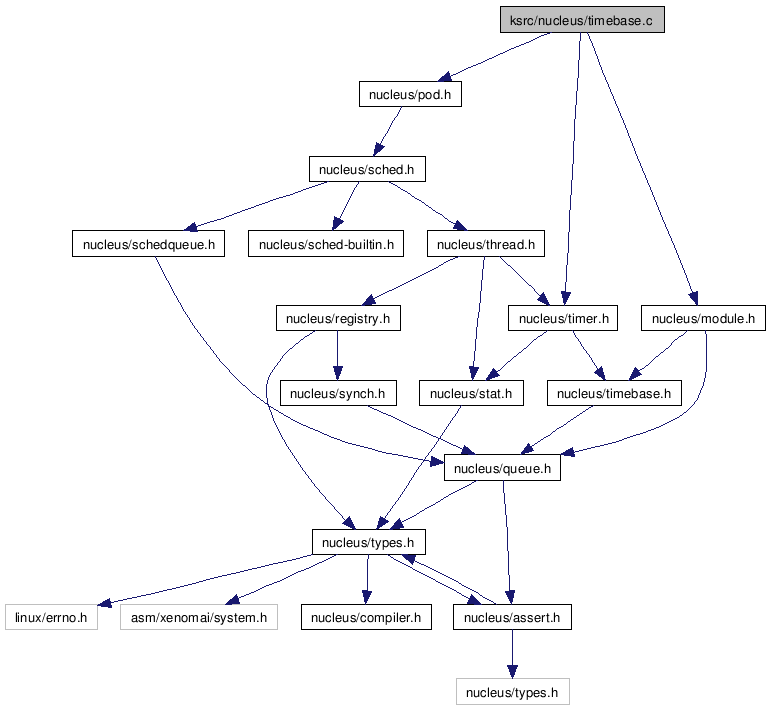 ksrc/nucleus/timebase.c
nucleus/pod.h
nucleus/sched.h
nucleus/schedqueue.h
nucleus/sched-builtin.h
nucleus/thread.h
nucleus/registry.h
nucleus/timer.h
nucleus/module.h
nucleus/synch.h
nucleus/stat.h
nucleus/timebase.h
nucleus/queue.h
nucleus/types.h
linux/errno.h
asm/xenomai/system.h
nucleus/compiler.h
nucleus/assert.h
nucleus/types.h